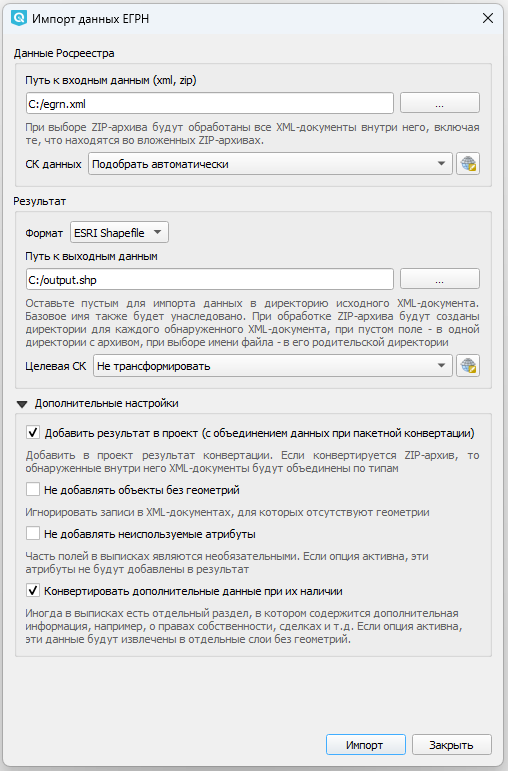 Импорт данных ЕГРН
Данные Росреестра
Путь к входным данным (xml, zip)
C:/egrn.xml
...
При выборе ZIP-архива будут обработаны все XML-документы внутри него, включая
те, что находятся во вложенных ZIP-архивах.
СК данных Подобрать автоматически
Результат
Формат ESRI Shapefile
Путь к выходным данным
C:/output.shp
...
Оставьте пустым для импорта данных в директорию исходного XML-документа.
Базовое имя также будет унаследовано. При обработке ZIP-архива будут созданы
директории для каждого обнаруженного XML-документа, при пустом поле - в одной
директории с архивом, при выборе имени файла - в его родительской директории
Целевая СК Не трансформировать
Дополнительные настройки
Добавить результат в проект (с объединением данных при пакетной конвертации)
Добавить в проект результат конвертации. Если конвертируется ZIP-архив, то
обнаруженные внутри него XML-документы будут объединены по типам
Не добавлять объекты без геометрий
Игнорировать записи в XML-документах, для которых отсутствуют геометрии
Не добавлять неиспользуемые атрибуты
Часть полей в выписках являются необязательными. Если опция активна, эти
атрибуты не будут добавлены в результат
Конвертировать дополнительные данные при их наличии
Иногда в выписках есть отдельный раздел, в котором содержится дополнительная
информация, например, о правах собственности, сделках и т.д. Если опция активна,
эти данные будут извлечены в отдельные слои без геометрий.
Импорт
Закрыть